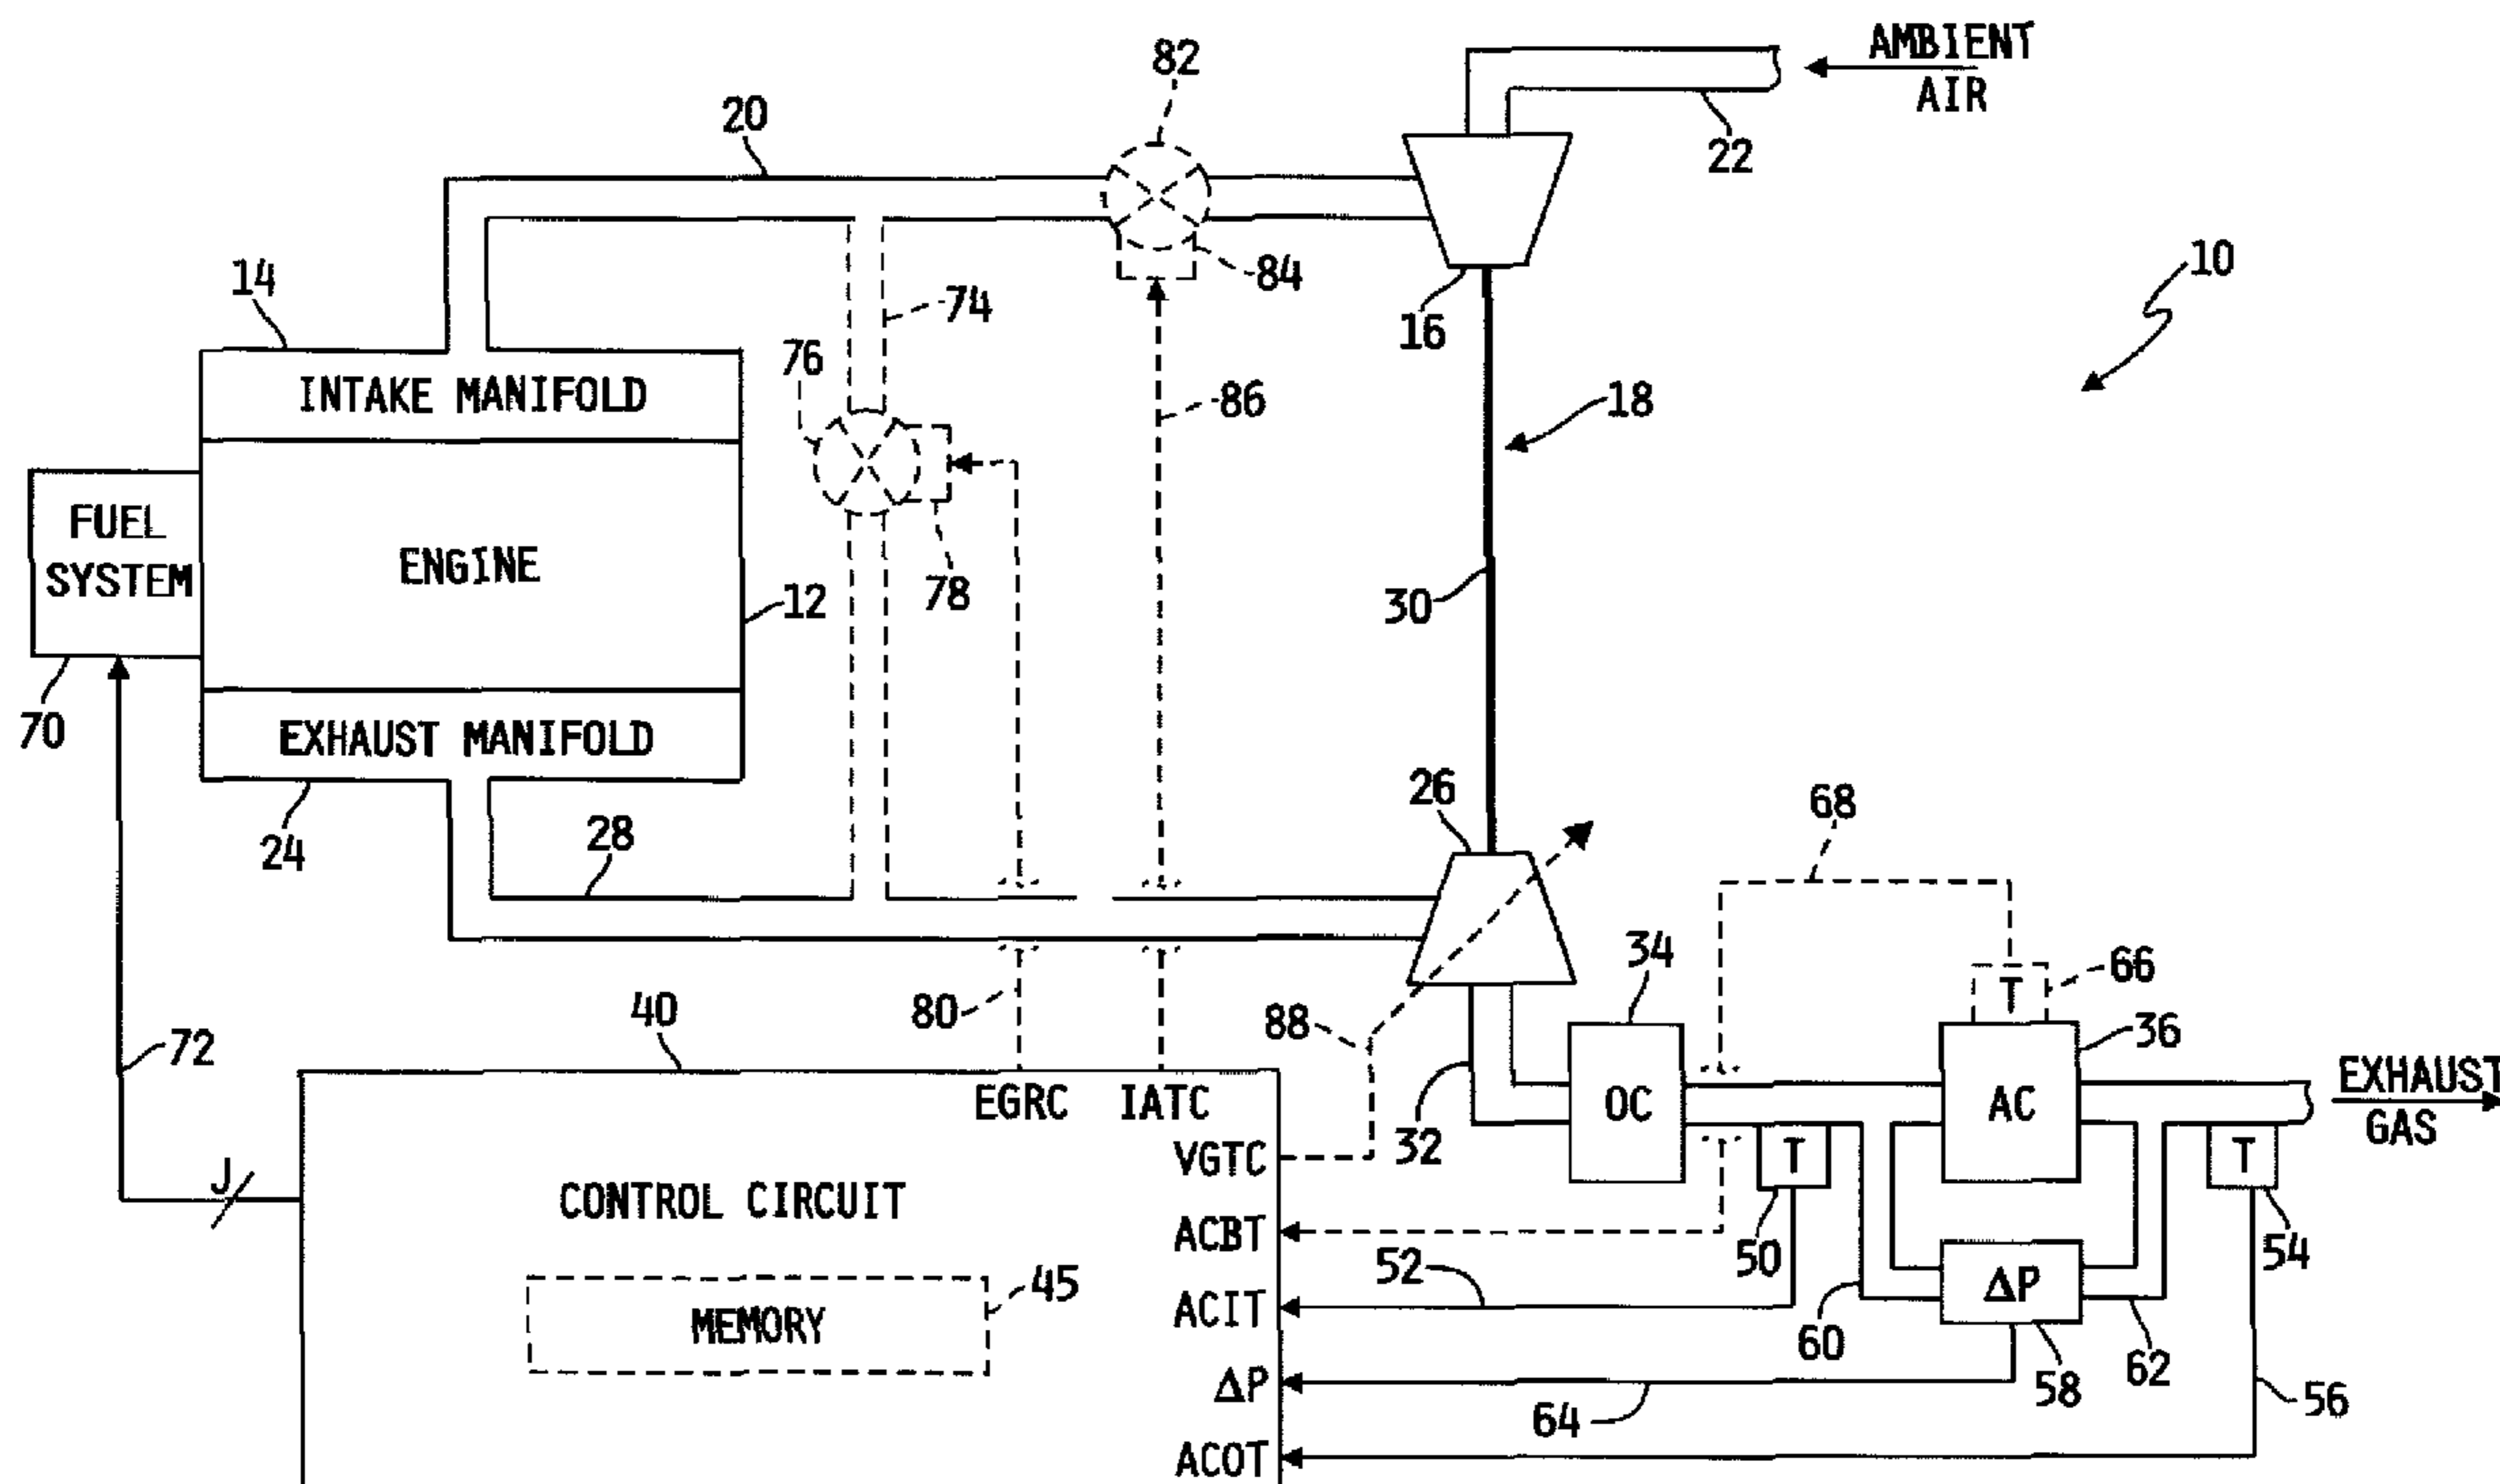 82
AMBIENT
AIR
20
22
14
84
10
74
16
76
INTAKE MANIFOLD
86
18
FUEL
SYSTEM
ENGINE
78
12
30
70
EXHAUST MANIFOLD
26
68
24
28
34
66
T
40
80
88
36
72
EXHAUST
GAS
EGRC IATC
OC
AC
32
VGTC
T
T
J
CONTROL CIRCUIT
ACBT
50
54
52
45
ΔP
MEMORY
ACIT
60
62
ΔP
58
56
64
ACOT